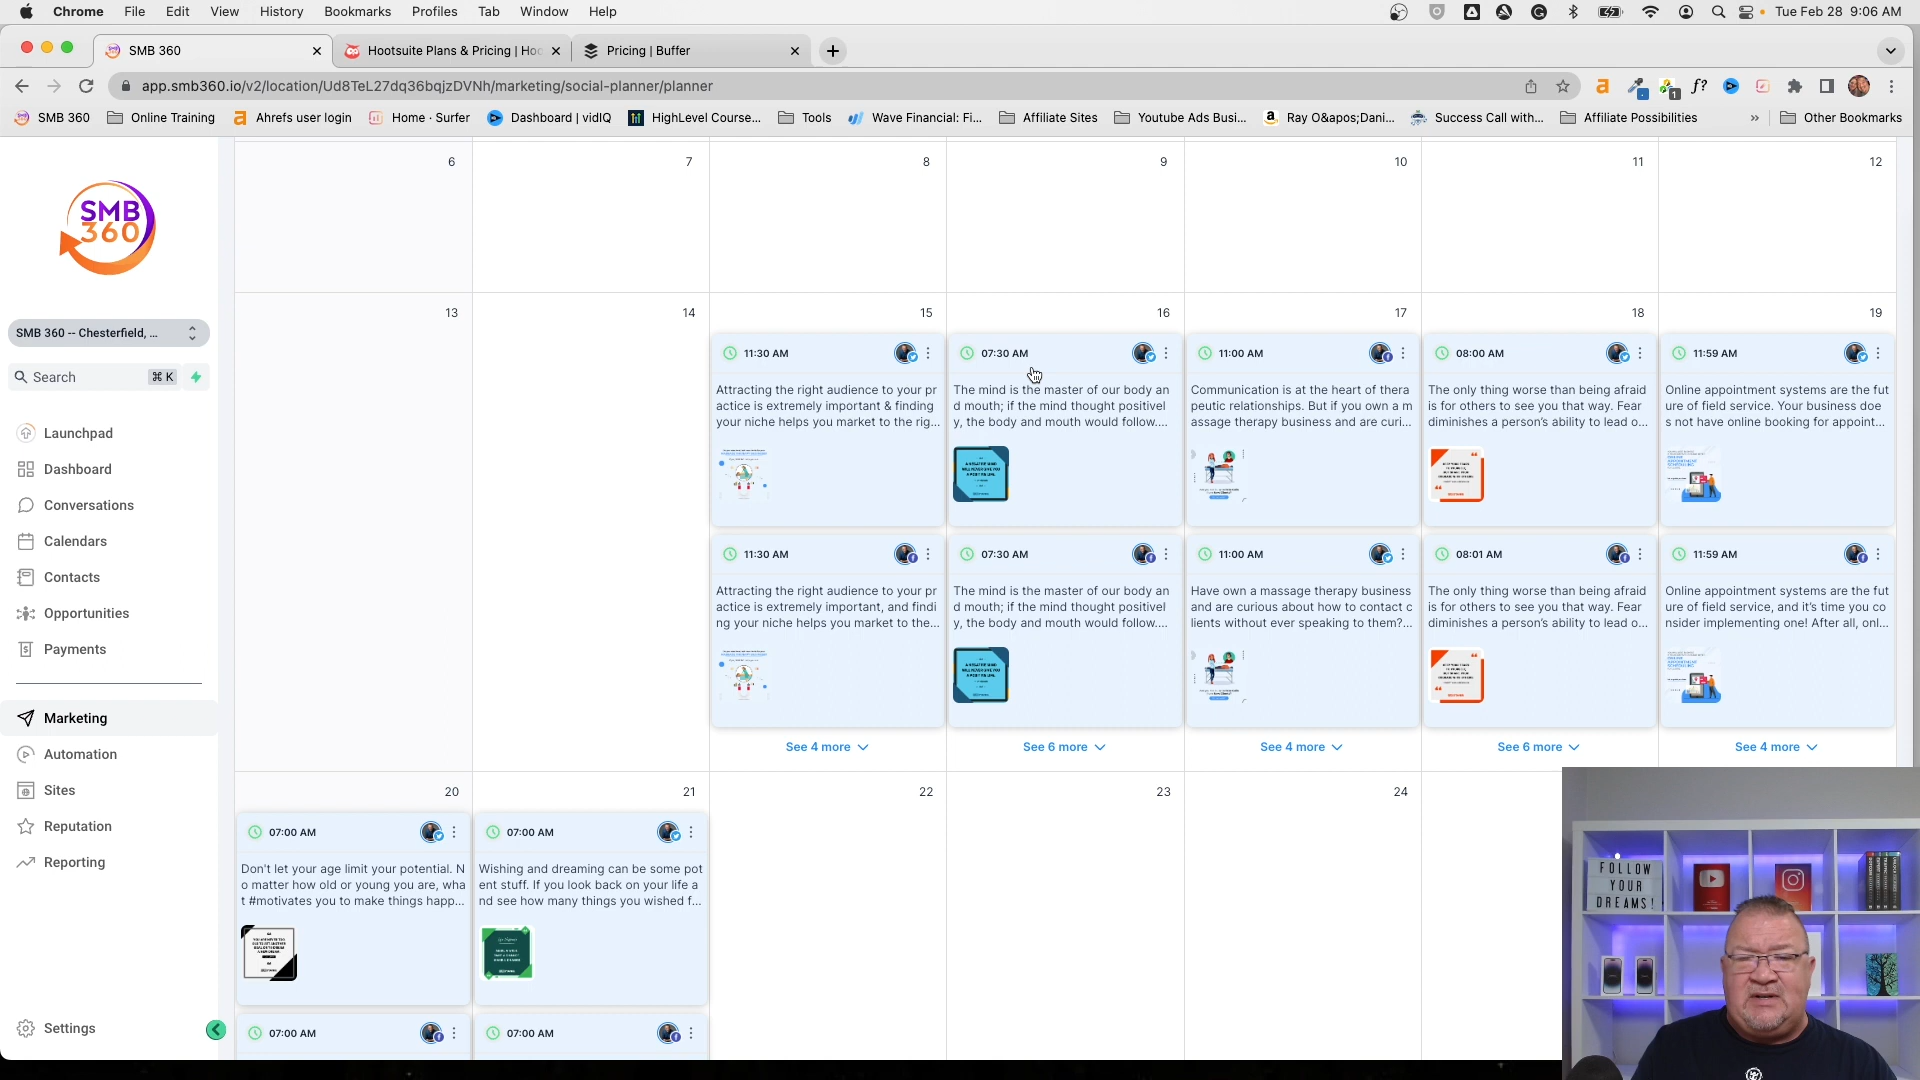 Chrome File Edit View History Bookmarks Profiles Tab Window Help Tue Feb 28 9:06 AM
SMB 360 Hootsuite Plans & Pricing | Hoo Pricing | Buffer
app.smb360.io/v2/location/Ud8TeL27dq36bqjzDVNh/marketing/social-planner/planner
SMB 360 Online Training Ahrefs user login Home · Surfer Dashboard | vidIQ HighLevel Course... Tools Wave Financial: Fi... Affiliate Sites Youtube Ads Busi... Ray O&apos;Dani... Success Call with... Affiliate Possibilities » Other Bookmarks
SMB
360
SMB 360 -- Chesterfield, ...
Search ⌘ K
Launchpad
Dashboard
Conversations
Calendars
Contacts
Opportunities
Payments
Marketing
Automation
Sites
Reputation
Reporting
Settings
6 7 8 9 10 11 12
13 14 15 16 17 18 19
11:30 AM
Attracting the right audience to your pr
actice is extremely important & finding
your niche helps you market to the rig...
11:30 AM
Attracting the right audience to your pr
actice is extremely important, and findi
ng your niche helps you market to the...
See 4 more
07:30 AM
The mind is the master of our body an
d mouth; if the mind thought positivel
y, the body and mouth would follow....
07:30 AM
The mind is the master of our body an
d mouth; if the mind thought positivel
y, the body and mouth would follow....
See 6 more
11:00 AM
Communication is at the heart of thera
peutic relationships. But if you own a m
assage therapy business and are curi...
11:00 AM
Have own a massage therapy business
and are curious about how to contact c
lients without ever speaking to them?...
See 4 more
08:00 AM
The only thing worse than being afraid
is for others to see you that way. Fear
diminishes a person's ability to lead o...
08:01 AM
The only thing worse than being afraid
is for others to see you that way. Fear
diminishes a person's ability to lead o...
See 6 more
11:59 AM
Online appointment systems are the fut
ure of field service. Your business doe
s not have online booking for appoint...
11:59 AM
Online appointment systems are the fut
ure of field service, and it's time you co
nsider implementing one! After all, onl...
See 4 more
20 21 22 23 24
07:00 AM
Don't let your age limit your potential. N
o matter how old or young you are, wha
t #motivates you to make things happ...
07:00 AM
07:00 AM
Wishing and dreaming can be some pot
ent stuff. If you look back on your life a
nd see how many things you wished f...
07:00 AM
FOLLOW
YOUR
DREAMS!